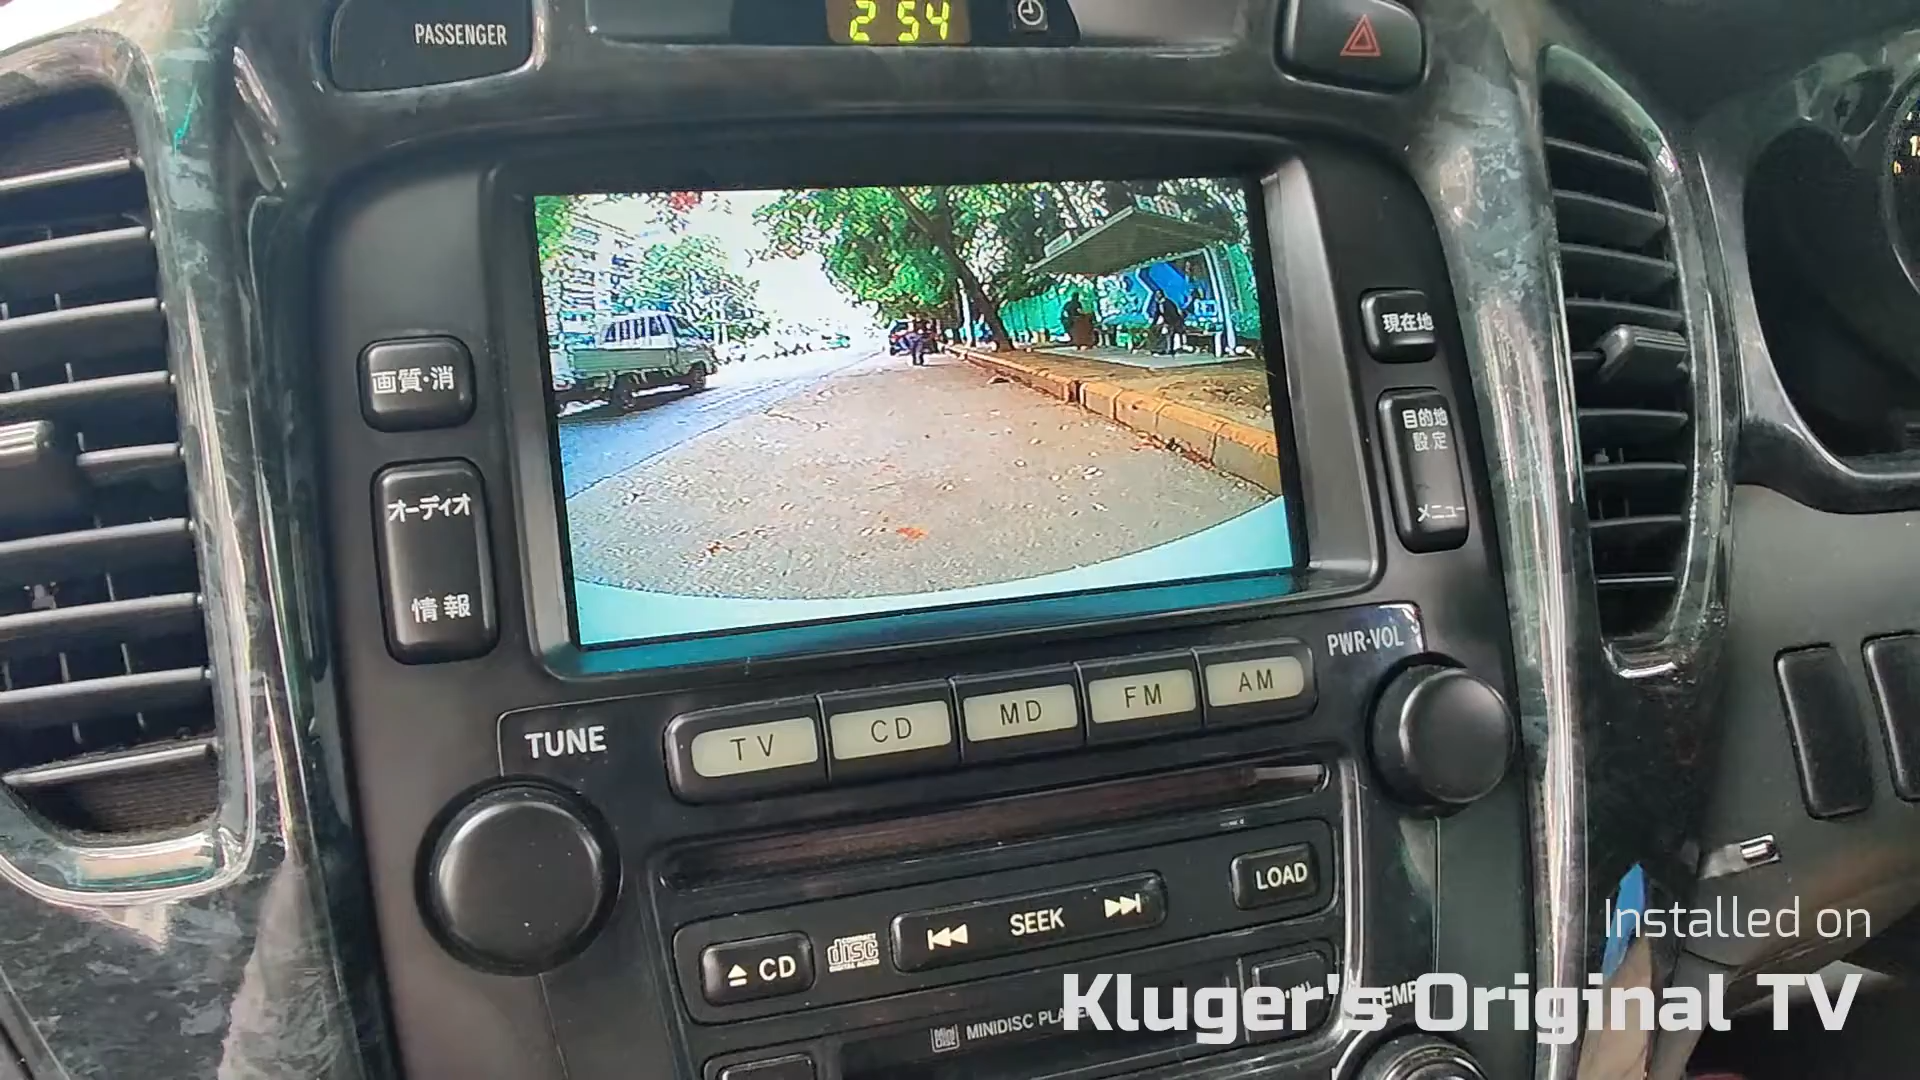 PASSENGER
2 54
画質・消
現在地
目的地
設定
オーディオ
メニュー
情報
PWR・VOL
TUNE
TV
CD
MD
FM
AM
LOAD
SEEK
CD
COMPACT
disc
DIGITAL AUDIO
MINIDISC
Installed on
Kluger's Original TV